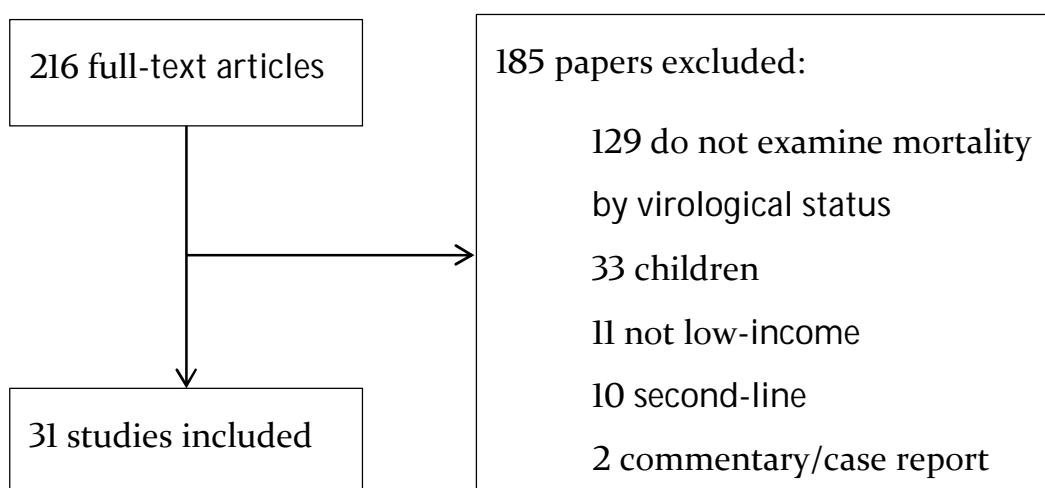 216 full-text articles
185 papers excluded:
129 do not examine mortality
by virological status
33 children
11 not low-income
10 second-line
2 commentary/case report
31 studies included